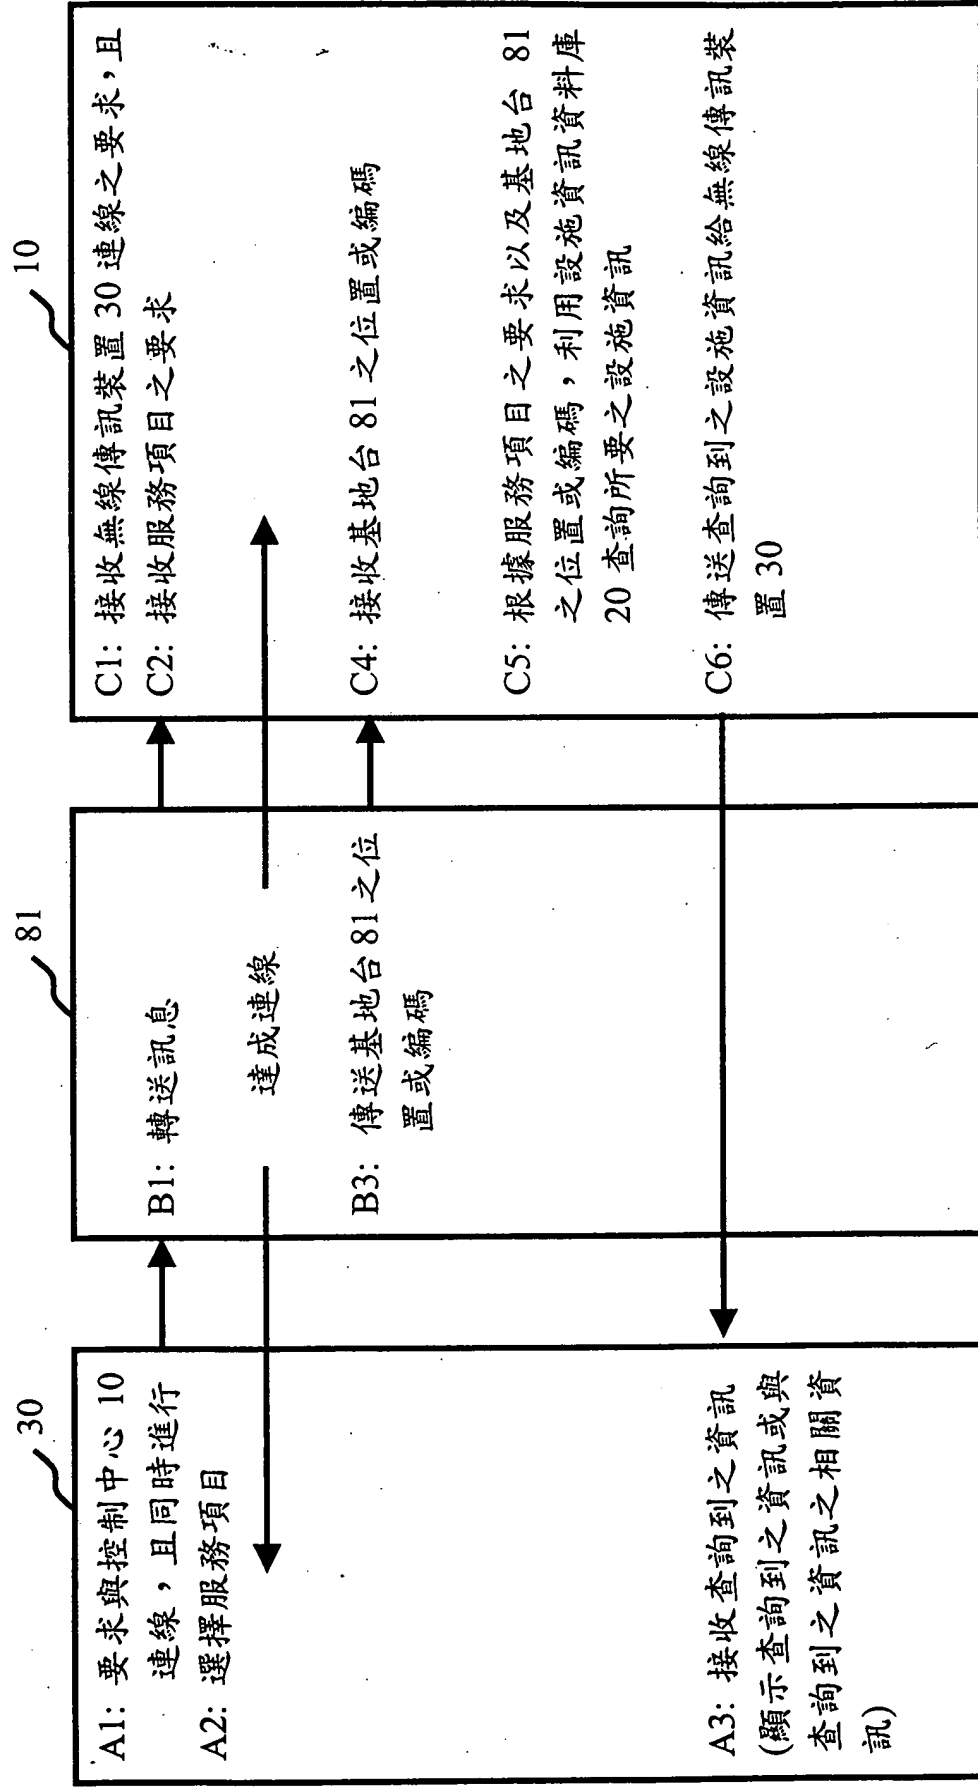 30
A1: 要求與控制中心 10
連線，且同時進行
A2: 選擇服務項目
A3: 接收查詢到之資訊
(顯示查詢到之資訊或與
查詢到之資訊之相關資
訊)
81
B1: 轉送訊息
達成連線
B3: 傳送基地台 81 之位
置或編碼
10
C1: 接收無線傳訊裝置 30 連線之要求，且
C2: 接收服務項目之要求
C4: 接收基地台 81 之位置或編碼
C5: 根據服務項目之要求以及基地台 81
之位置或編碼，利用設施資訊資料庫
20 查詢所要之設施資訊
C6: 傳送查詢到之設施資訊給無線傳訊裝
置 30